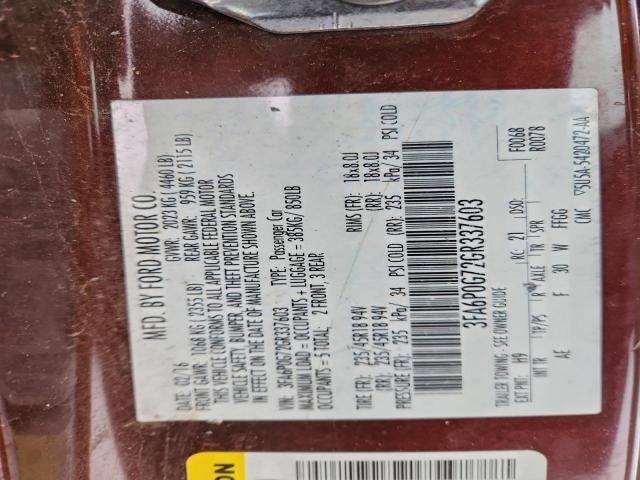 MFD. BY FORD MOTOR CO.
DATE: 02/16 GVWR: 2023 KG ( 4460 LB)
FRONT GAWR: 1068 KG ( 2355 LB) REAR GAWR: 959 KG ( 2115 LB)
THIS VEHICLE CONFORMS TO ALL APPLICABLE FEDERAL MOTOR
VEHICLE SAFETY, BUMPER, AND THEFT PREVENTION STANDARDS
IN EFFECT ON THE DATE OF MANUFACTURE SHOWN ABOVE.
VIN: 3FA6P0G72GR337603 TYPE: Passenger Car
MAXIMUM LOAD = OCCUPANTS + LUGGAGE = 385KG/ 850LB
OCCUPANTS = 5 TOTAL: 2 FRONT, 3 REAR
TIRE (FR): 235/45R18 94V RIMS (FR): 18x8.0J
(RR): 235/45R18 94V (RR): 18x8.0J
PRESSURE (FR): 235 kPa/ 34 PSI COLD (RR): 235 kPa/ 34 PSI COLD
3FA6P0G72GR337603
TRAILER TOWING - SEE OWNER GUIDE
F0068
EXT PNT: H9 RC: 21 DSO: R0078
INT TR TP/PS R AXLE TR SPR
AE F 30 W FFGG
CMC 5U5A-5420472-AA
ON